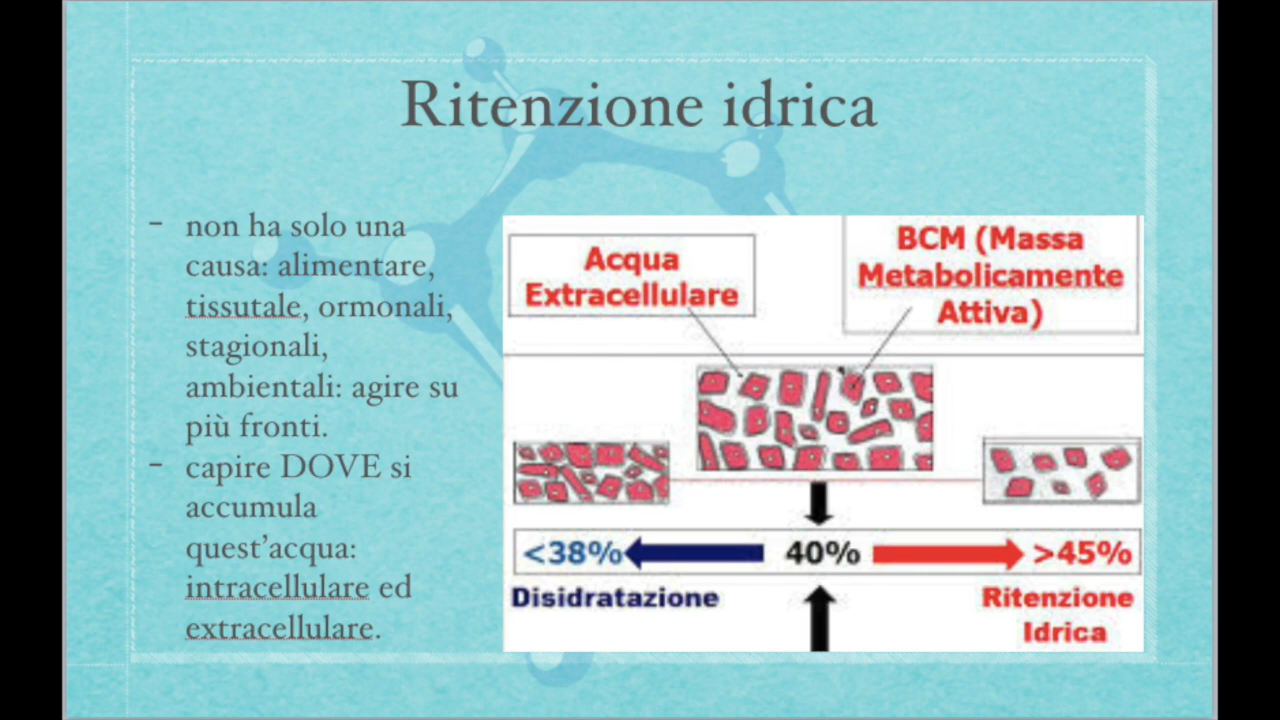 Ritenzione idrica
- non ha solo una
causa: alimentare,
tissutale, ormonali,
stagionali,
ambientali: agire su
più fronti.
- capire DOVE si
accumula
quest'acqua:
intracellulare ed
extracellulare.
Acqua
Extracellulare
BCM (Massa
Metabolicamente
Attiva)
<38% 40% >45%
Disidratazione
Ritenzione
Idrica